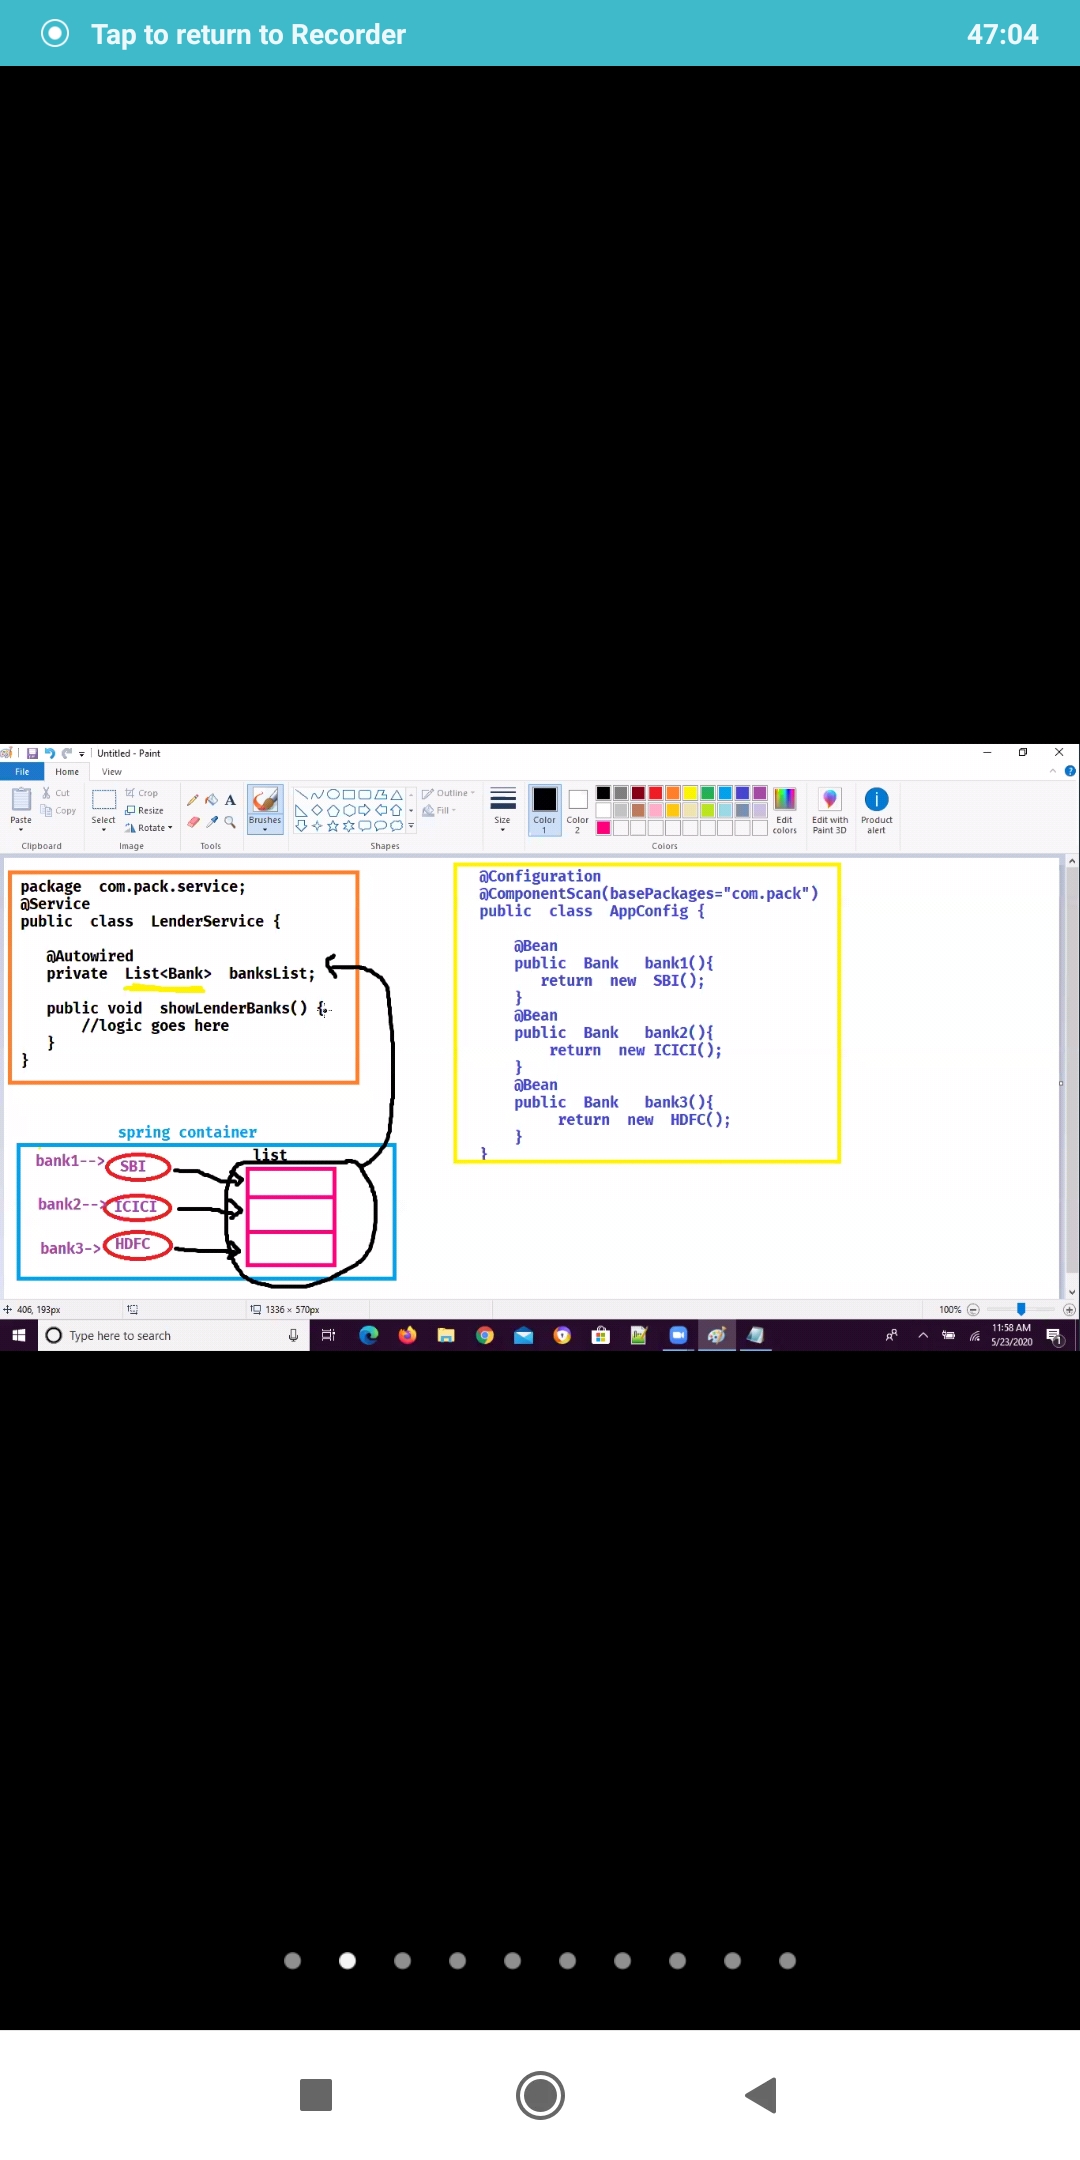 Tap to return to Recorder 47:04
Untitled - Paint
File Home View
Cut
Copy
Paste
Clipboard
Crop
Resize
Rotate
Select
Image
A
Tools
Brushes
Shapes
Outline
Fill
Size
Color 1
Color 2
Colors
Edit colors
Edit with Paint 3D
Product alert
package com.pack.service;
@Service
public class LenderService {
@Autowired
private List<Bank> banksList;
public void showLenderBanks() {
//logic goes here
}
}
@Configuration
@ComponentScan(basePackages="com.pack")
public class AppConfig {
@Bean
public Bank bank1(){
return new SBI();
}
@Bean
public Bank bank2(){
return new ICICI();
}
@Bean
public Bank bank3(){
return new HDFC();
}
}
spring container
list
bank1--> SBI
bank2--> ICICI
bank3-> HDFC
406, 193px
1336 × 570px
100%
Type here to search
11:58 AM
5/23/2020
1